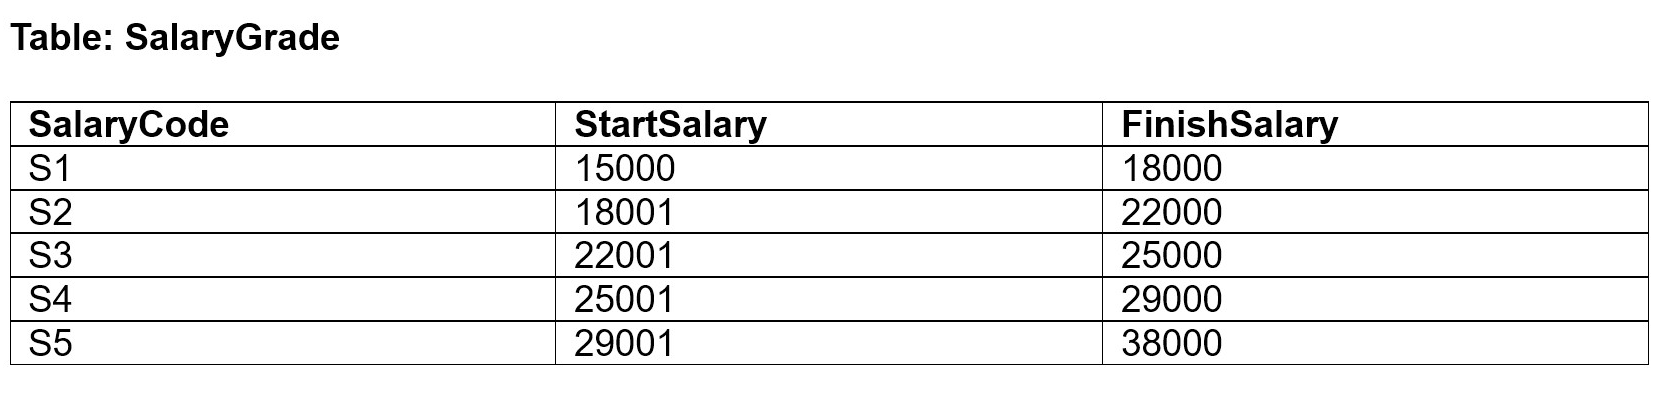 Table: SalaryGrade
SalaryCode StartSalary FinishSalary
S1 15000 18000
S2 18001 22000
S3 22001 25000
S4 25001 29000
S5 29001 38000